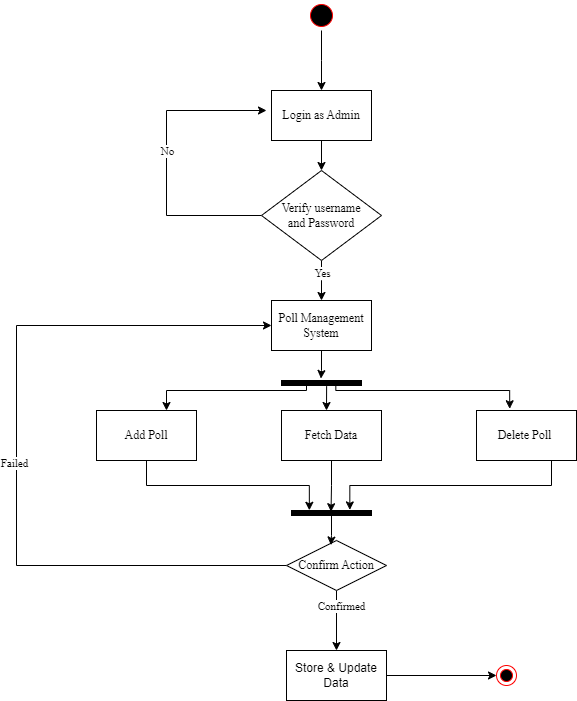 Login as Admin
No
Verify username
and Password
Yes
Poll Management
System
Add Poll
Fetch Data
Delete Poll
Failed
Confirm Action
Confirmed
Store & Update
Data